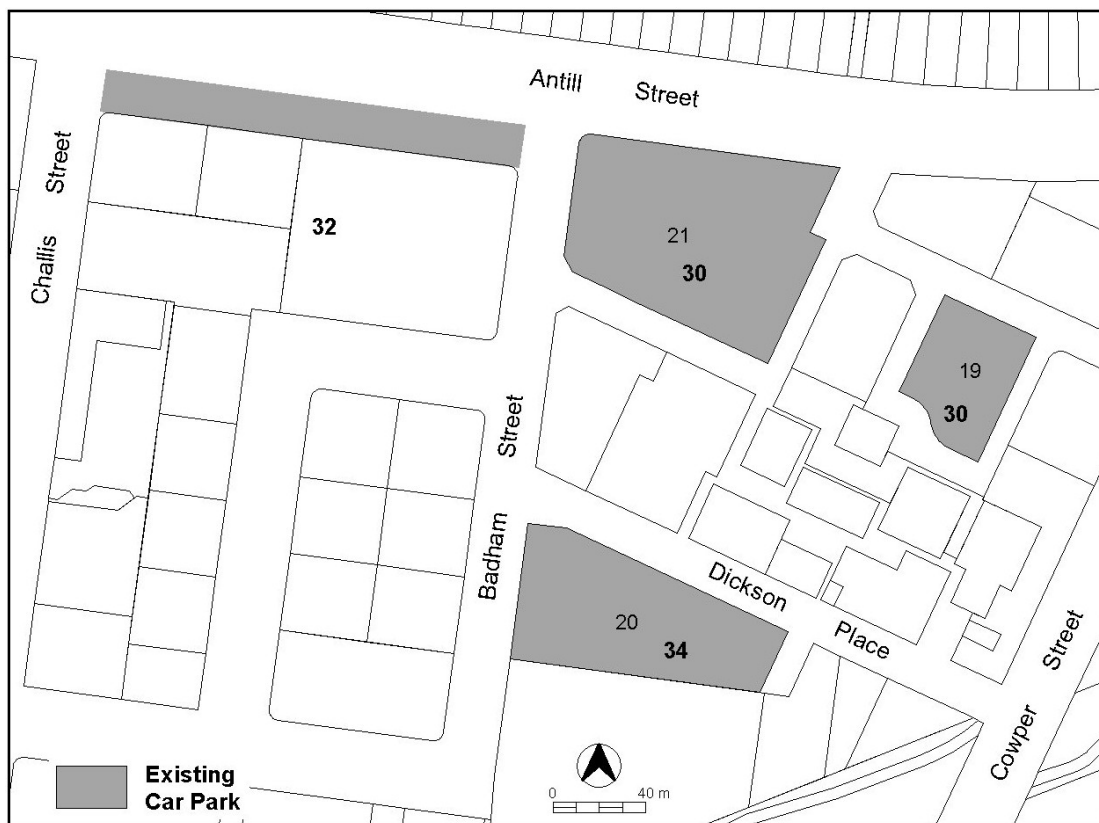 Antill Street
Challis Street
32
21
30
19
30
Badham Street
Dickson Place
20
34
Cowper Street
Existing
Car Park
0 40 m